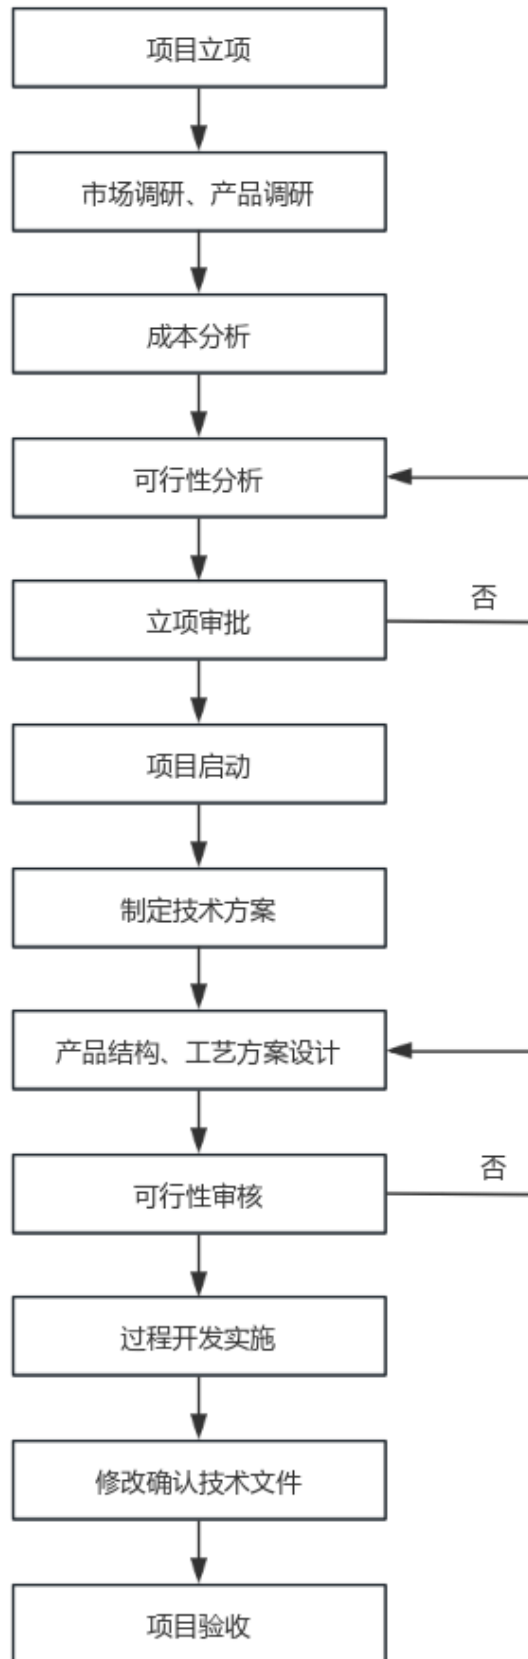 项目立项
市场调研、产品调研
成本分析
可行性分析
立项审批
否
项目启动
制定技术方案
产品结构、工艺方案设计
可行性审核
否
过程开发实施
修改确认技术文件
项目验收